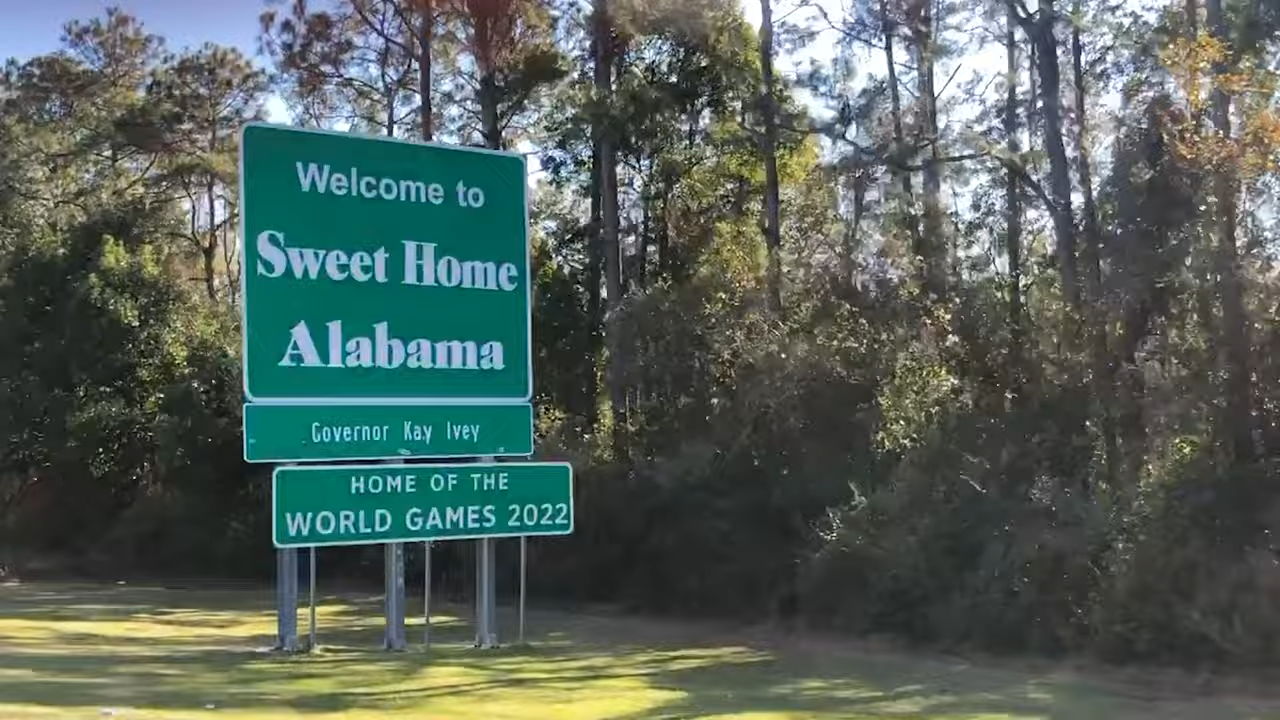 Welcome to
Sweet Home
Alabama
Governor Kay Ivey
HOME OF THE
WORLD GAMES 2022